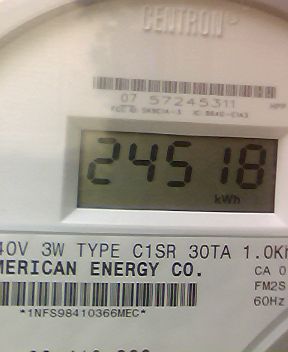 CENTRON
07 57245311
24518
kWh
40V 3W TYPE C1SR 30TA 1.0Kh
MERICAN ENERGY CO.
CA 0
FM2S
60Hz
*1NFS98410366MEC*